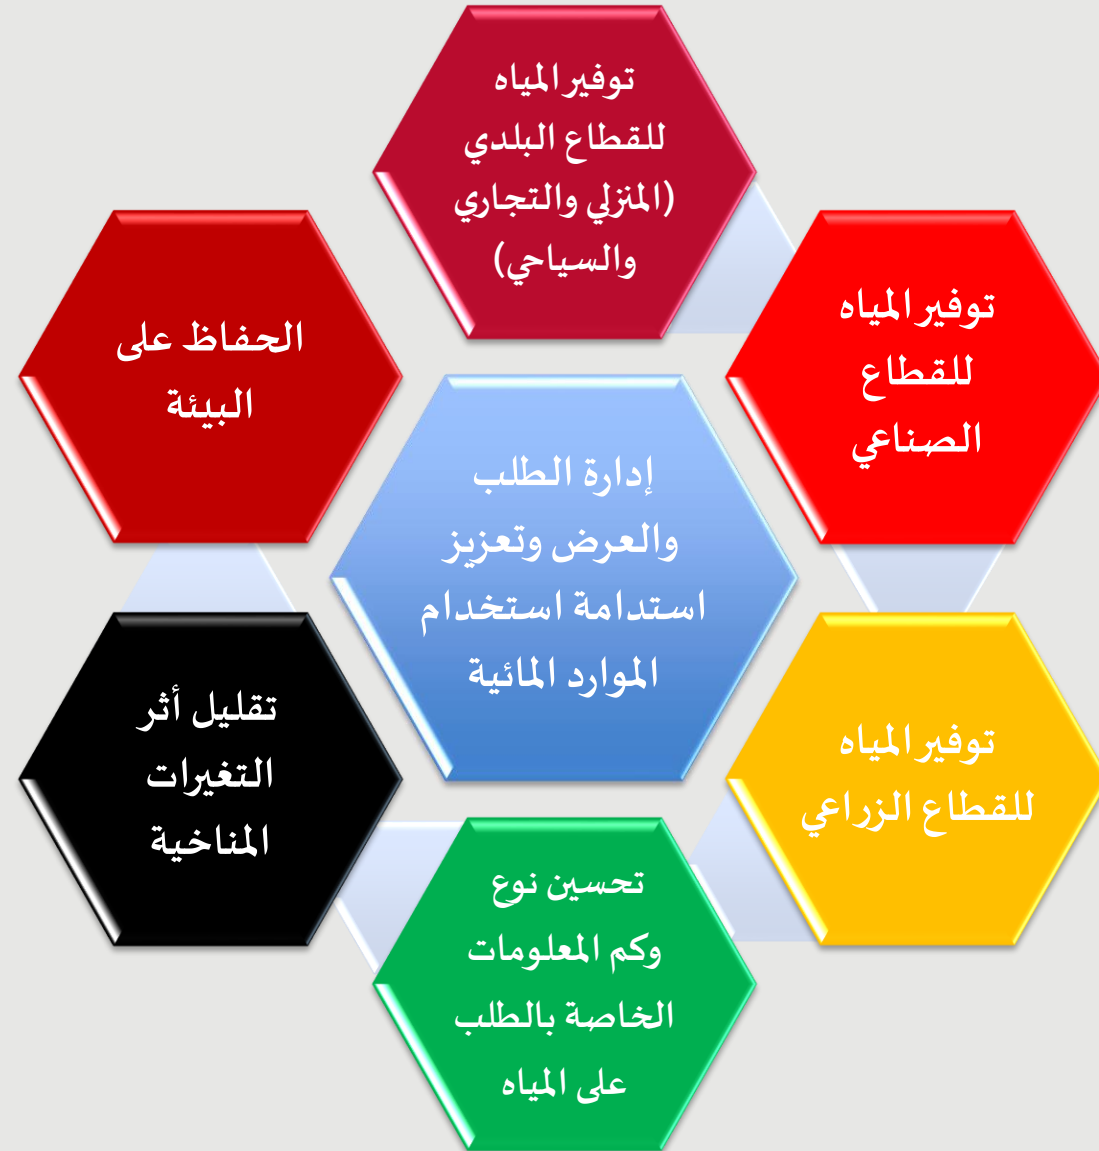 توفير المياه
للقطاع البلدي
(المنزلي والتجاري
والسياحي)
توفير المياه
للقطاع
الصناعي
توفير المياه
للقطاع الزراعي
تحسين نوع
وكم المعلومات
الخاصة بالطلب
على المياه
تقليل أثر
التغيرات
المناخية
الحفاظ على
البيئة
إدارة الطلب
والعرض وتعزيز
استدامة استخدام
الموارد المائية